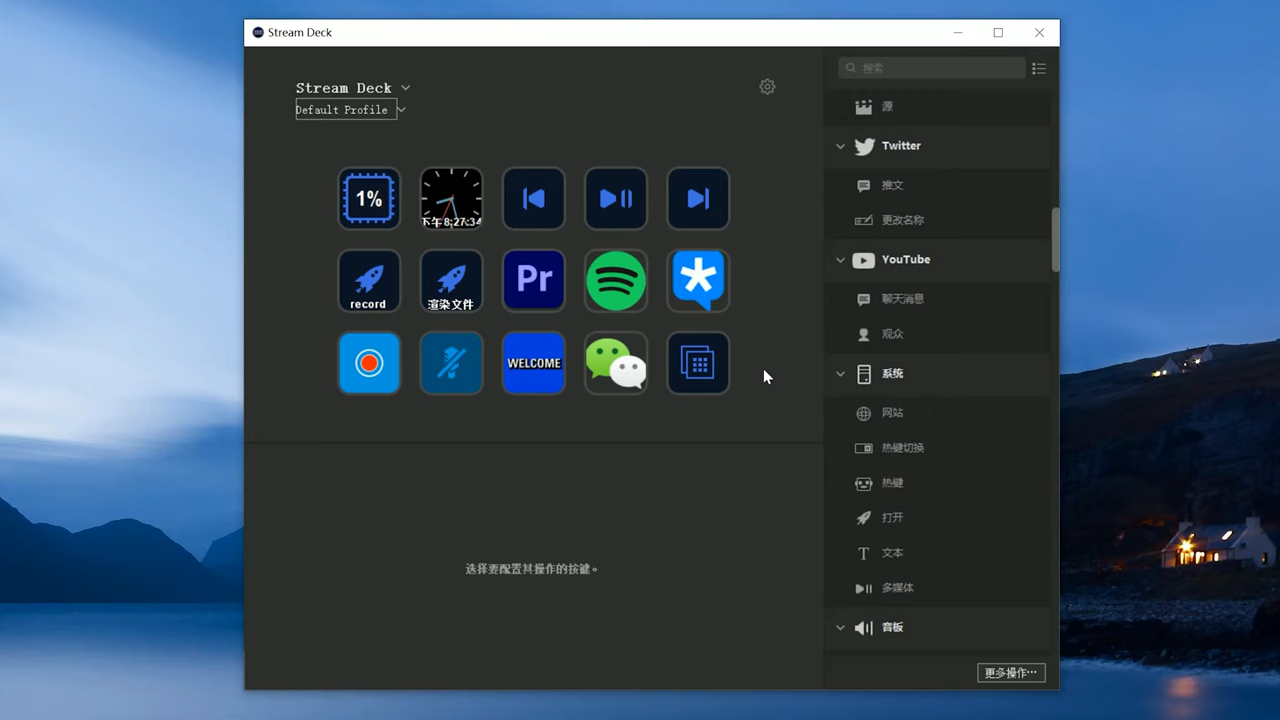 Stream Deck
Stream Deck
Default Profile
1%
下午 8:27:34
record
渲染文件
Pr
WELCOME
选择要配置其操作的按键。
搜索
源
Twitter
推文
更改名称
YouTube
聊天消息
观众
系统
网站
热键切换
热键
打开
文本
多媒体
音板
更多操作…